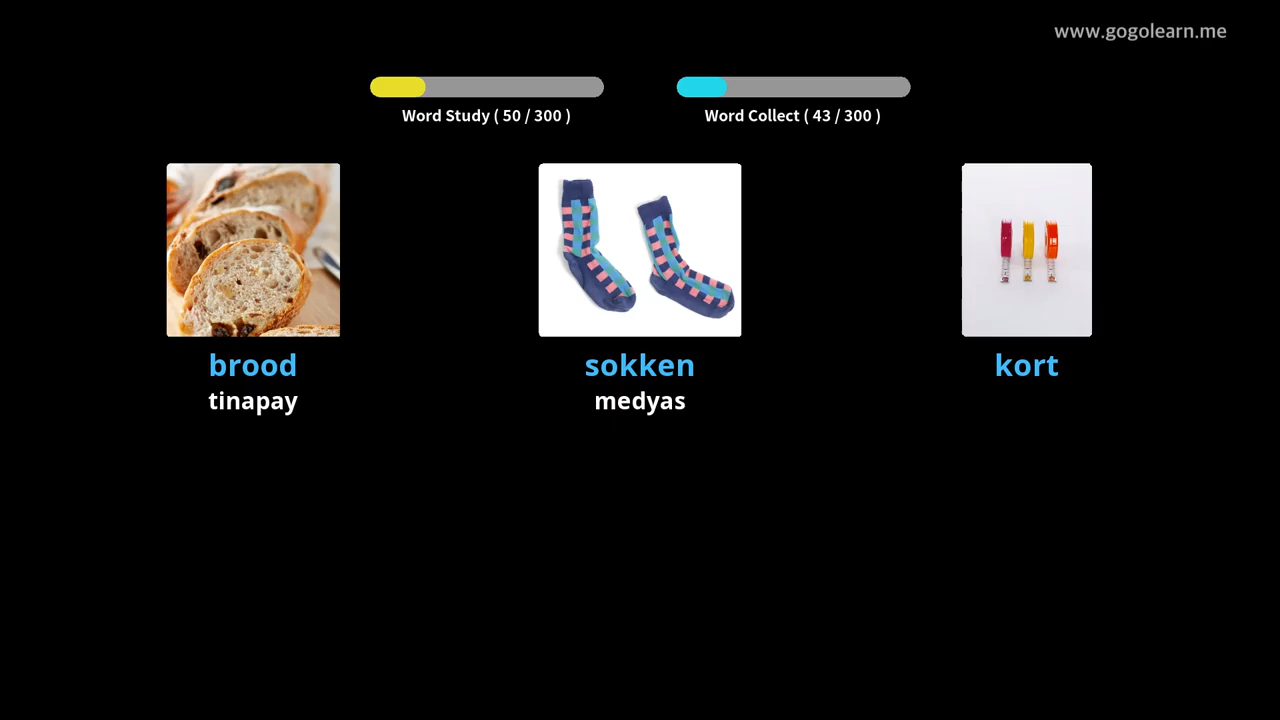 www.gogolearn.me
Word Study ( 50 / 300 )
Word Collect ( 43 / 300 )
brood
tinapay
sokken
medyas
kort